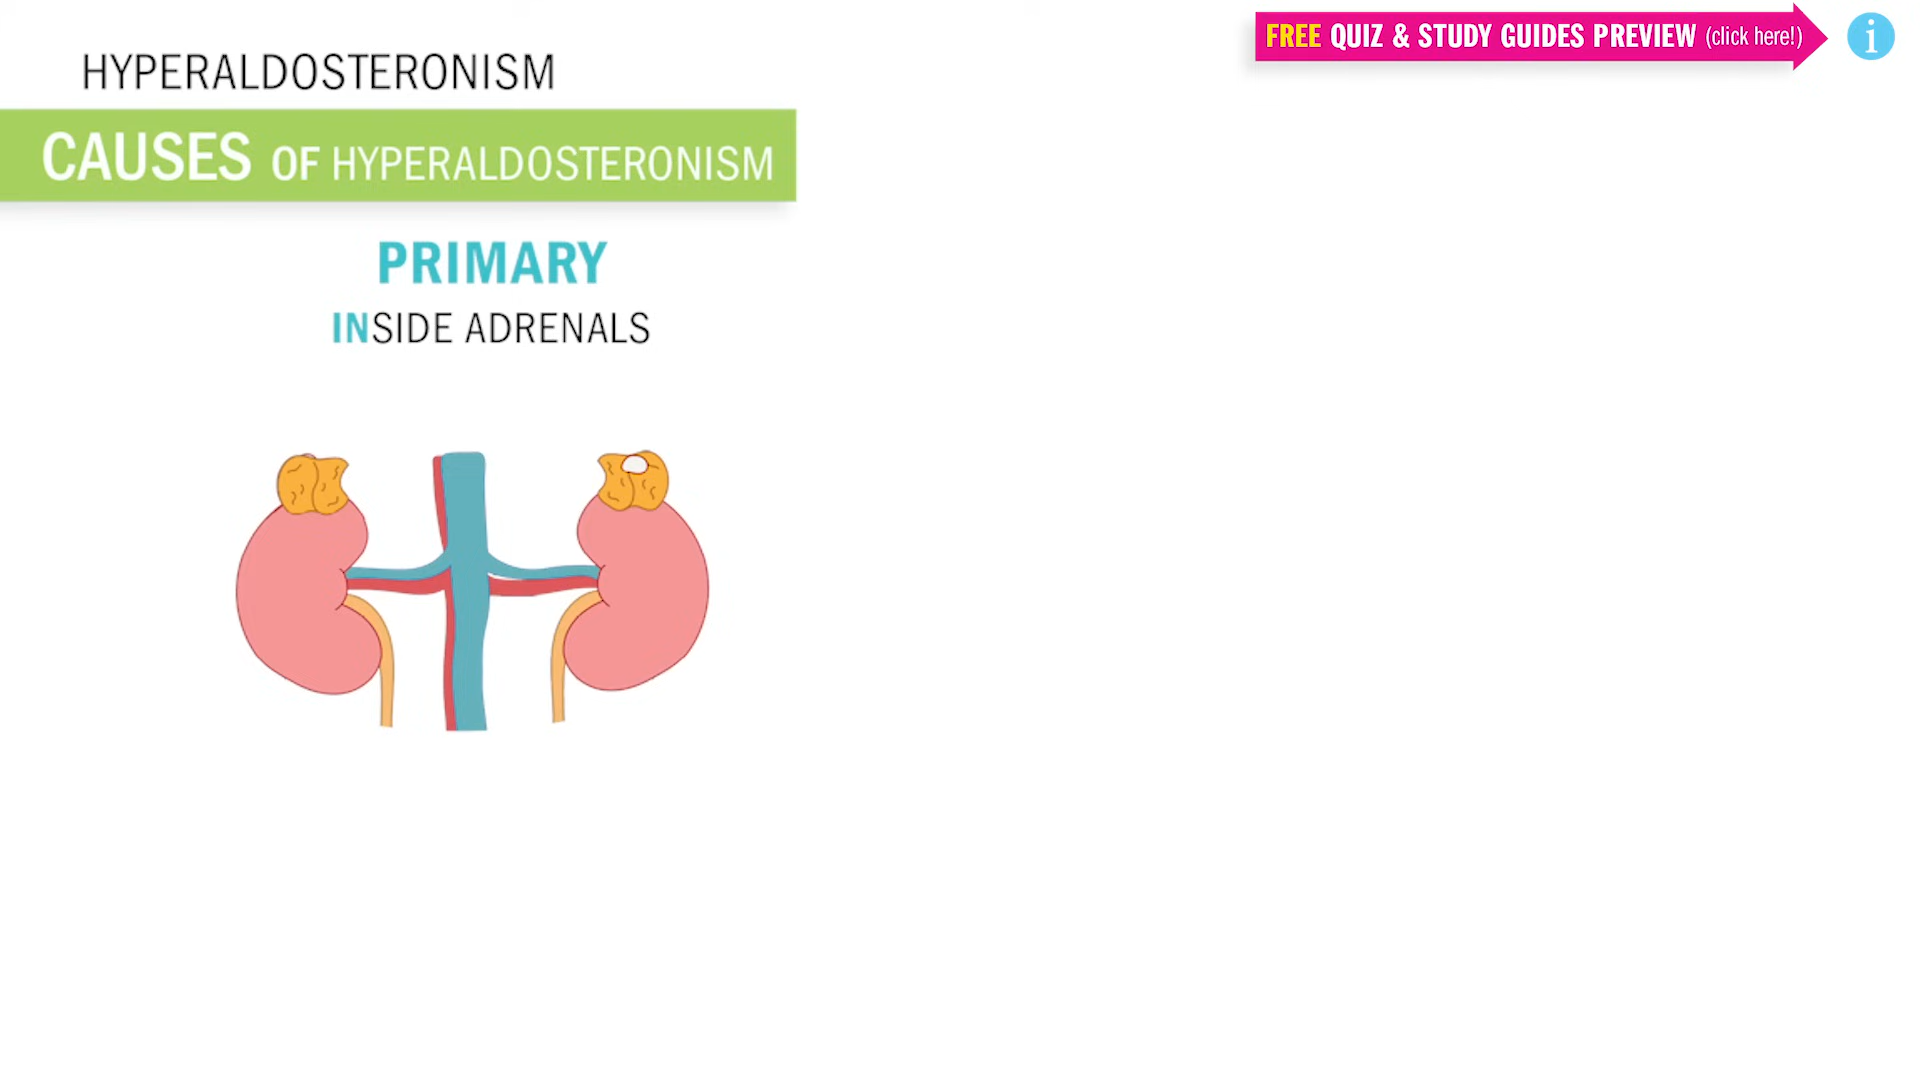 FREE QUIZ & STUDY GUIDES PREVIEW (click here!)
i
HYPERALDOSTERONISM
CAUSES OF HYPERALDOSTERONISM
PRIMARY
INSIDE ADRENALS